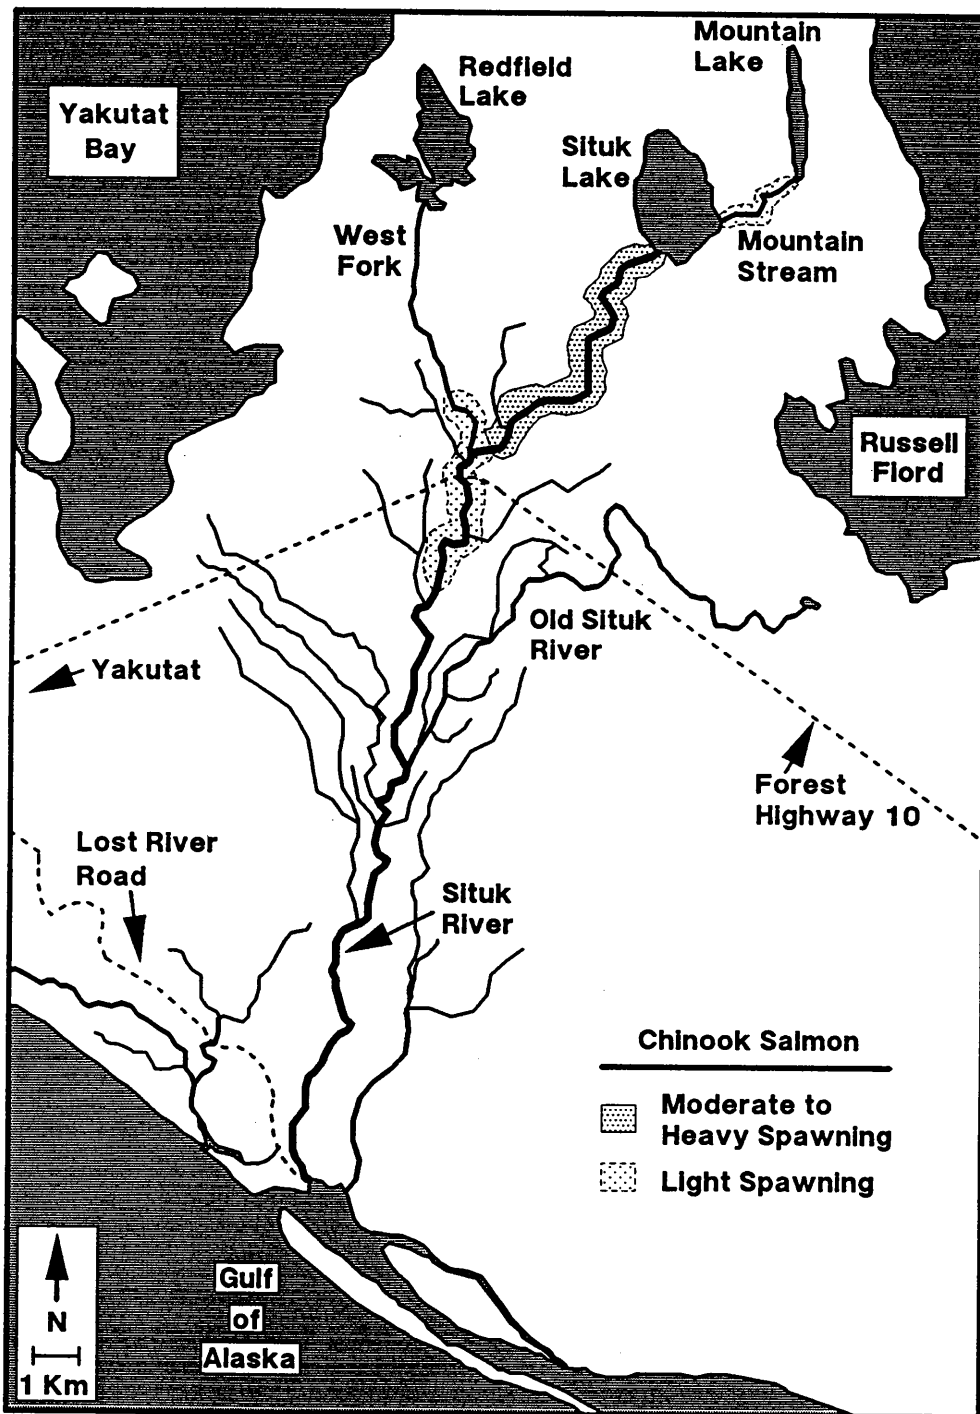 Mountain
Lake
Redfield
Lake
Yakutat
Bay
Situk
Lake
West
Fork
Mountain
Stream
Russell
Fiord
Old Situk
River
Yakutat
Forest
Highway 10
Lost River
Road
Situk
River
Chinook Salmon
Moderate to
Heavy Spawning
Light Spawning
Gulf
of
Alaska
N
1 Km